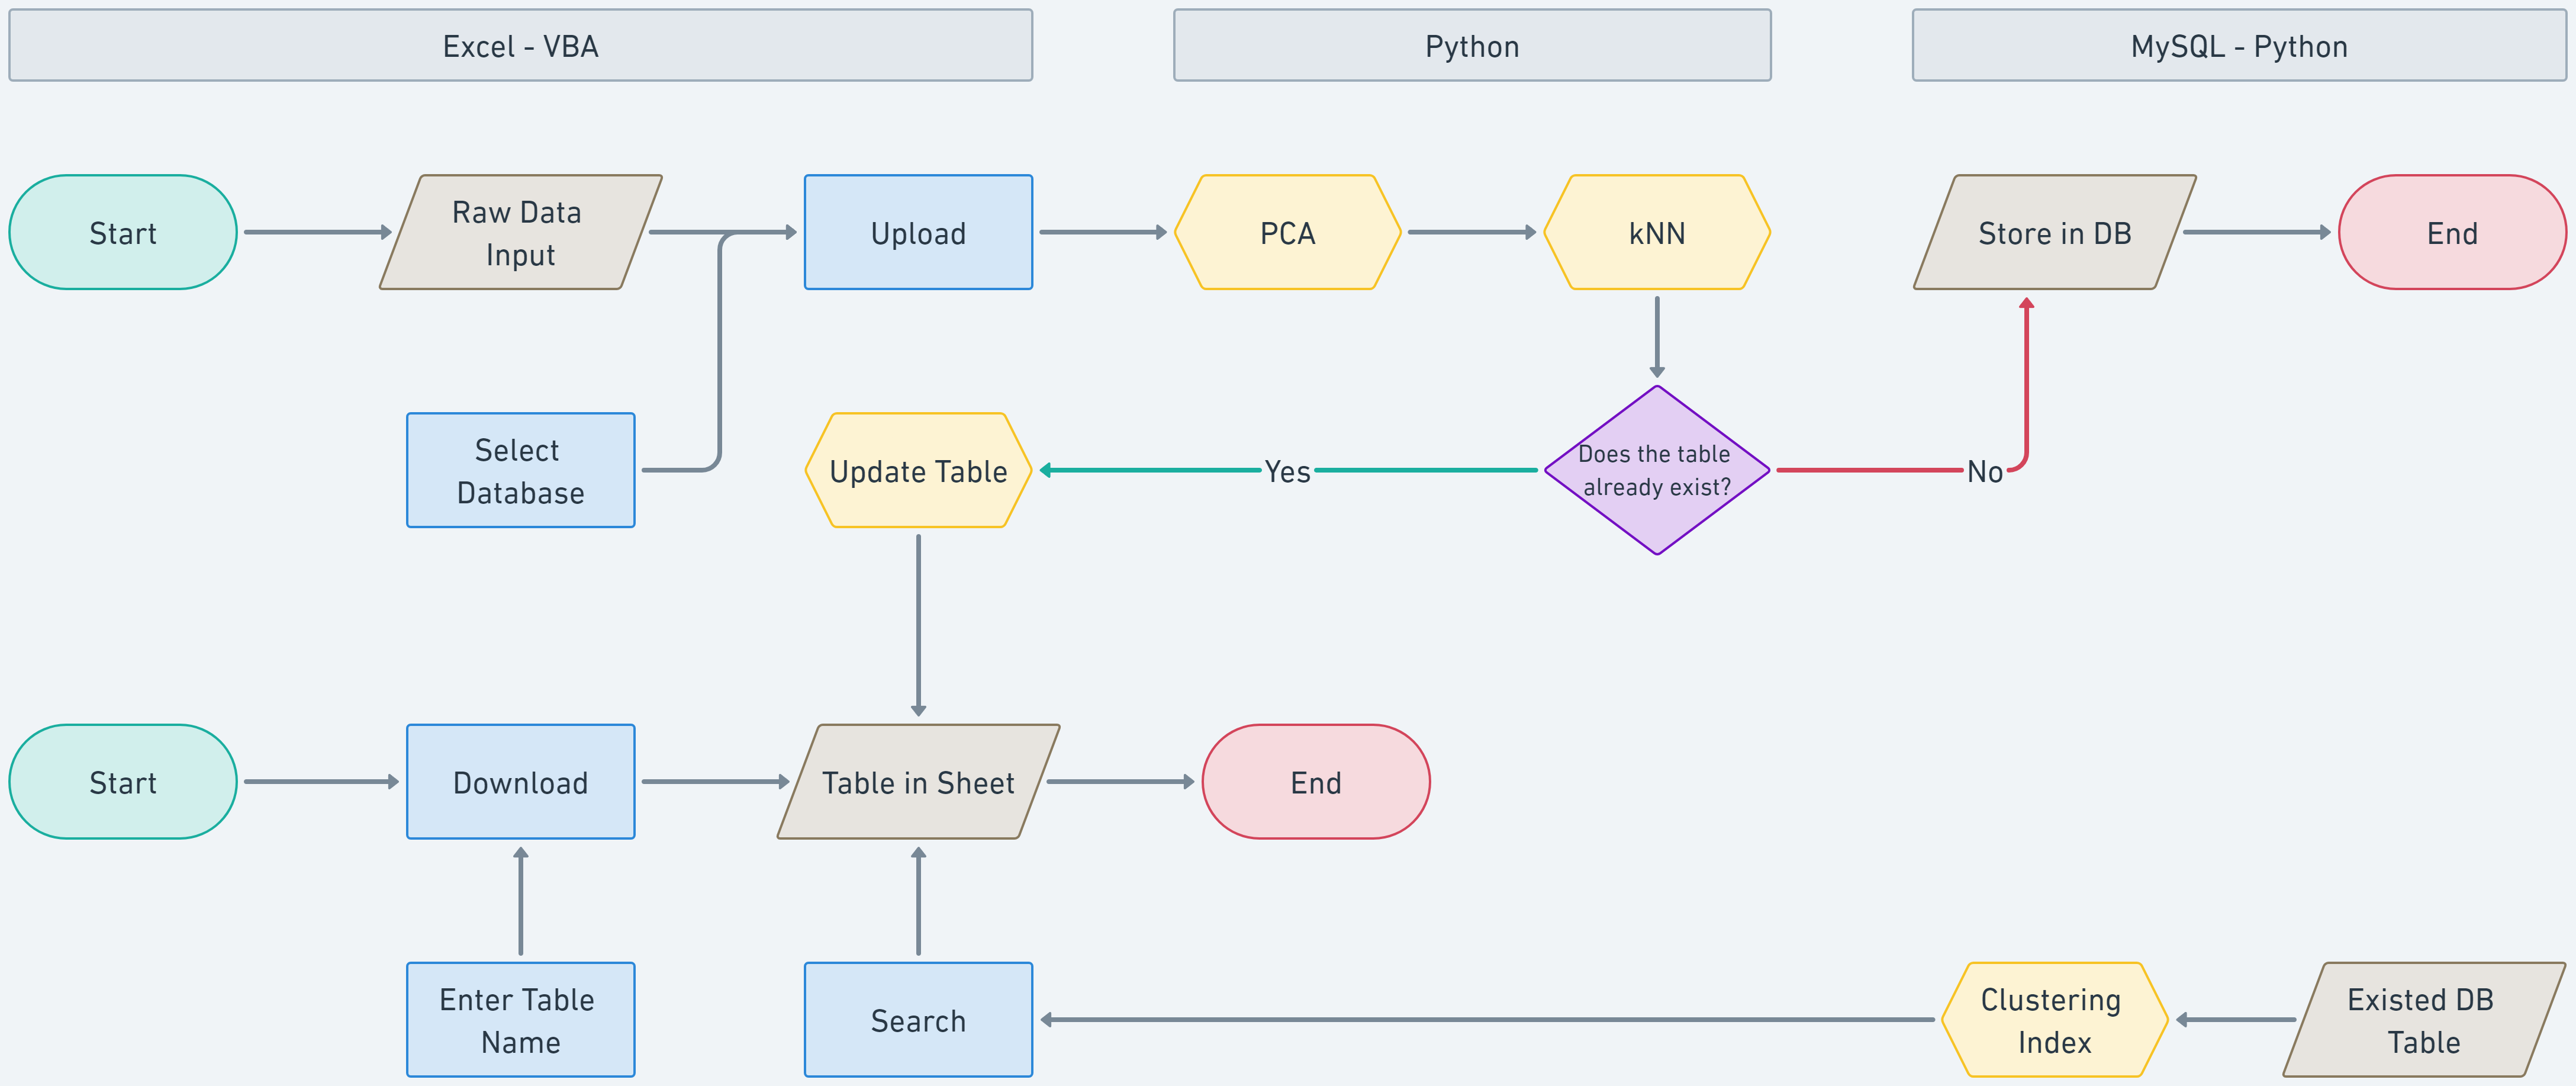 Excel - VBA
Python
MySQL - Python
Start
Raw Data
Input
Upload
PCA
kNN
Store in DB
End
Select
Database
Update Table
Yes
Does the table
already exist?
No
Start
Download
Table in Sheet
End
Enter Table
Name
Search
Clustering
Index
Existed DB
Table